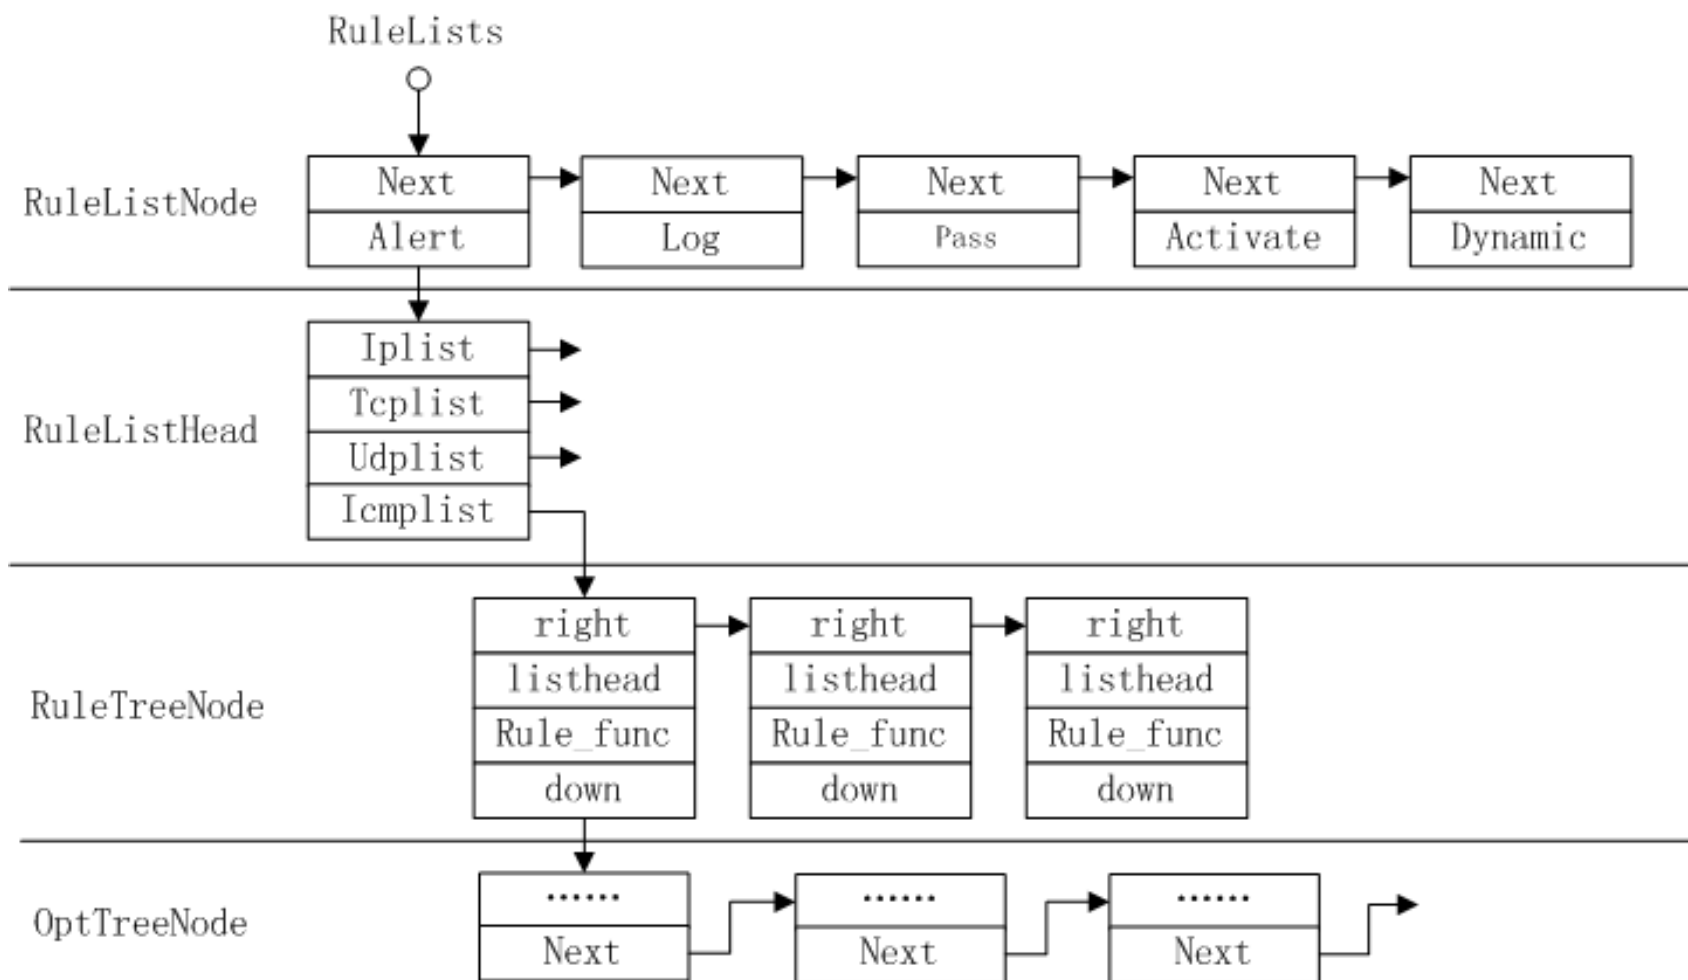 RuleLists
RuleListNode
Next Next Next Next Next
Alert Log Pass Activate Dynamic
RuleListHead
Iplist
Tcplist
Udplist
Icmplist
RuleTreeNode
right right right
listhead listhead listhead
Rule_func Rule_func Rule_func
down down down
OptTreeNode
...... ...... ......
Next Next Next